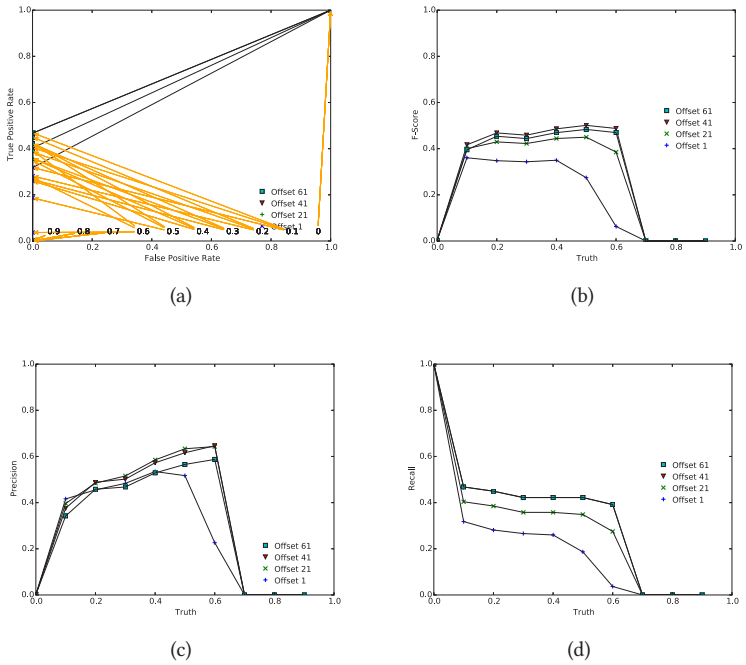 1.0
0.8
0.6
0.4
0.2
0.0
True Positive Rate
Offset 61
Offset 41
Offset 21
Offset 1
0.9 0.8 0.7 0.6 0.5 0.4 0.3 0.2 0.1 0
0.0 0.2 0.4 0.6 0.8 1.0
False Positive Rate
(a)
1.0
0.8
0.6
0.4
0.2
0.0
F-Score
Offset 61
Offset 41
Offset 21
Offset 1
0.0 0.2 0.4 0.6 0.8 1.0
Truth
(b)
1.0
0.8
0.6
0.4
0.2
0.0
Precision
Offset 61
Offset 41
Offset 21
Offset 1
0.0 0.2 0.4 0.6 0.8 1.0
Truth
(c)
1.0
0.8
0.6
0.4
0.2
0.0
Recall
Offset 61
Offset 41
Offset 21
Offset 1
0.0 0.2 0.4 0.6 0.8 1.0
Truth
(d)